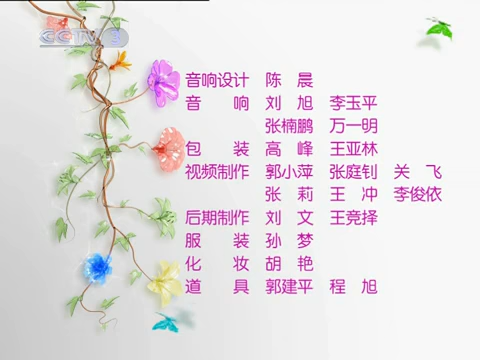 CCTV 3
音响设计 陈 晨
音 响 刘 旭 李玉平
张楠鹏 万一明
包 装 高 峰 王亚林
视频制作 郭小萍 张庭钊 关 飞
张 莉 王 冲 李俊依
后期制作 刘 文 王竞择
服 装 孙 梦
化 妆 胡 艳
道 具 郭建平 程 旭